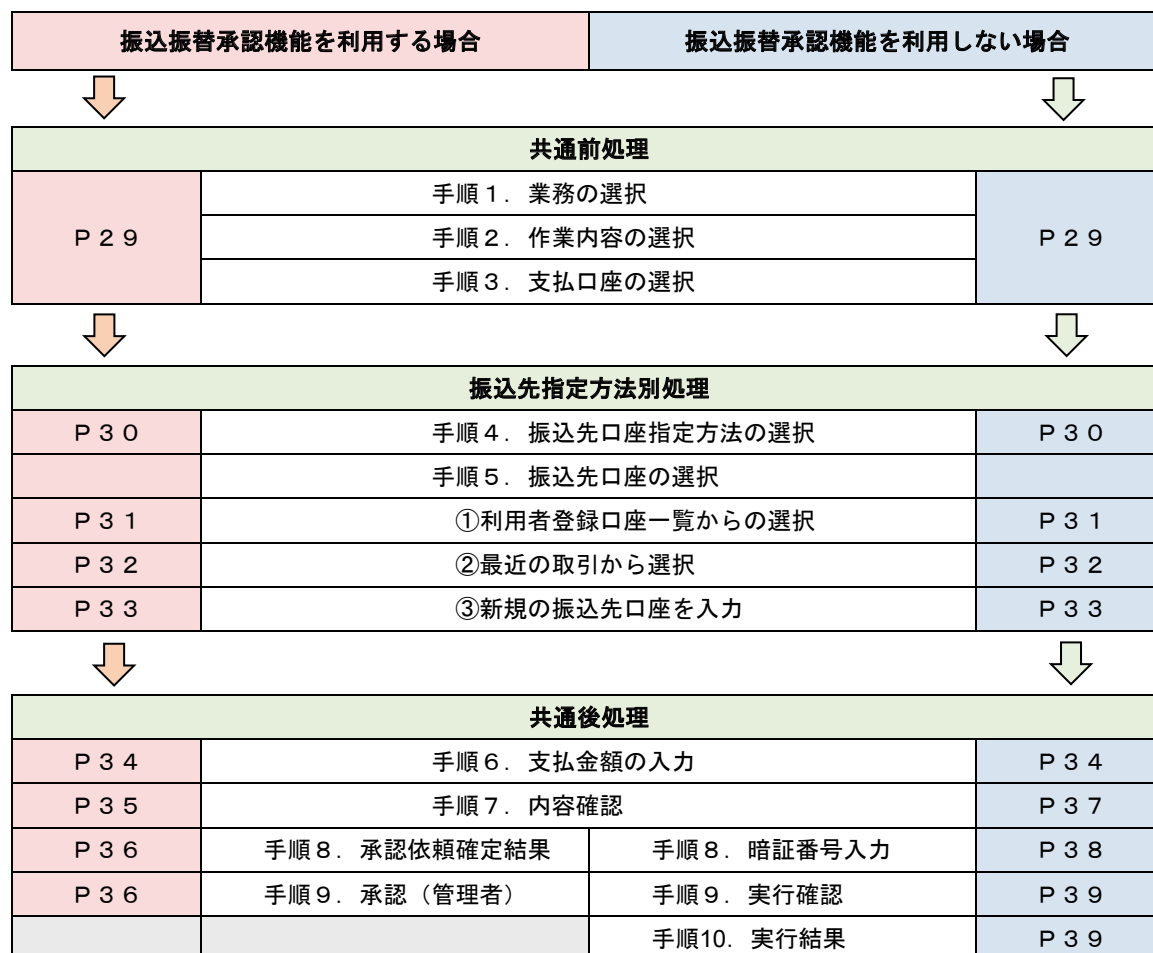 振込振替承認機能を利用する場合 振込振替承認機能を利用しない場合
共通前処理
手順１．業務の選択
Ｐ２９ 手順２．作業内容の選択 Ｐ２９
手順３．支払口座の選択
振込先指定方法別処理
Ｐ３０ 手順４．振込先口座指定方法の選択 Ｐ３０
手順５．振込先口座の選択
Ｐ３１ ①利用者登録口座一覧からの選択 Ｐ３１
Ｐ３２ ②最近の取引から選択 Ｐ３２
Ｐ３３ ③新規の振込先口座を入力 Ｐ３３
共通後処理
Ｐ３４ 手順６．支払金額の入力 Ｐ３４
Ｐ３５ 手順７．内容確認 Ｐ３７
Ｐ３６ 手順８．承認依頼確定結果 手順８．暗証番号入力 Ｐ３８
Ｐ３６ 手順９．承認（管理者） 手順９．実行確認 Ｐ３９
手順10．実行結果 Ｐ３９